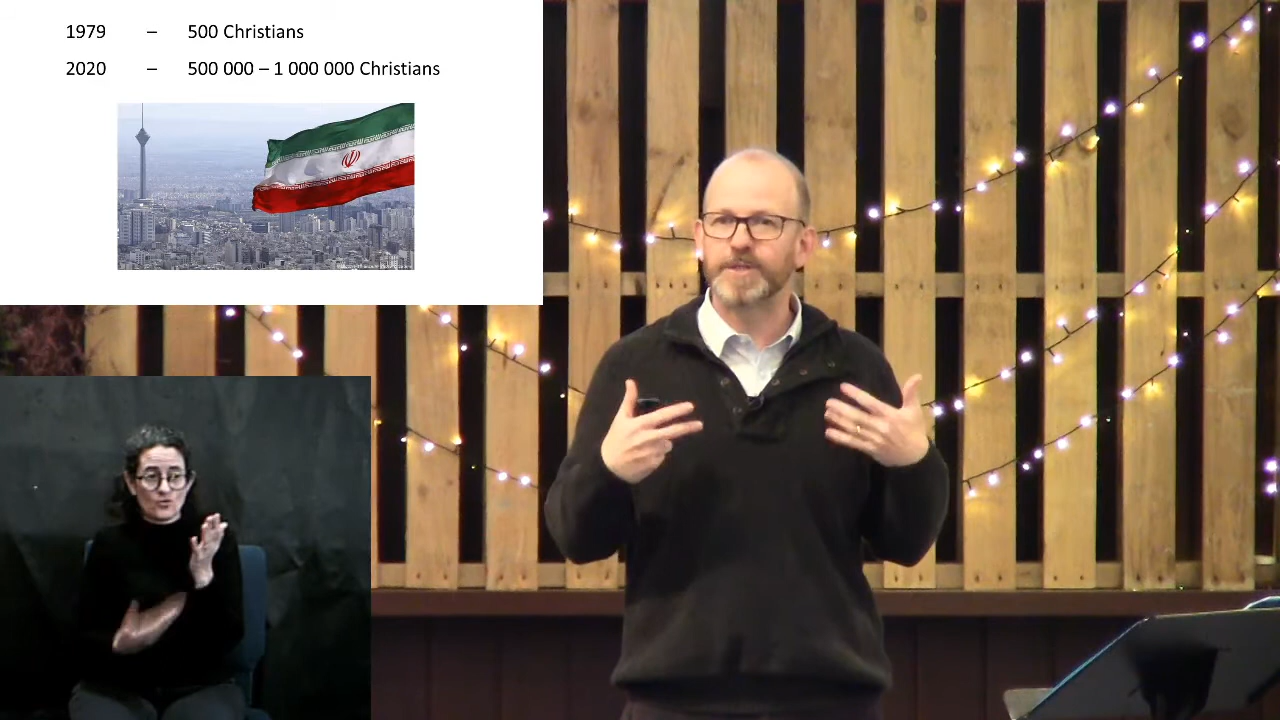 1979 – 500 Christians
2020 – 500 000 – 1 000 000 Christians